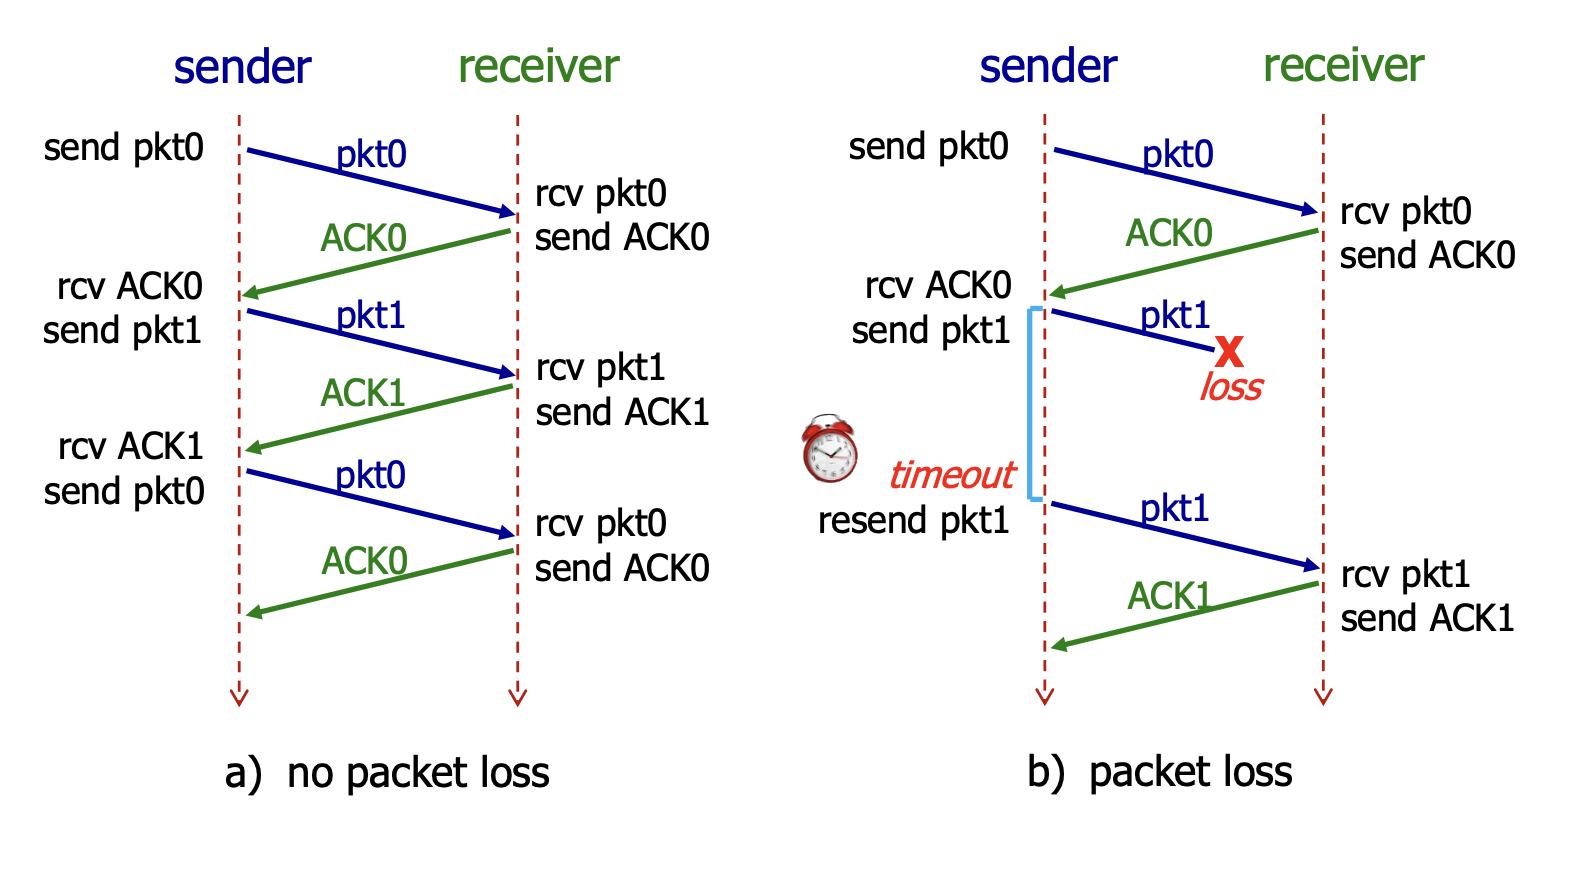 sender
receiver
send pkt0
pkt0
rcv pkt0
send ACK0
ACK0
rcv ACK0
send pkt1
pkt1
rcv pkt1
send ACK1
ACK1
rcv ACK1
send pkt0
pkt0
rcv pkt0
send ACK0
ACK0
a) no packet loss
sender
receiver
send pkt0
pkt0
rcv pkt0
send ACK0
ACK0
rcv ACK0
send pkt1
pkt1
X
loss
timeout
resend pkt1
pkt1
rcv pkt1
send ACK1
ACK1
b) packet loss